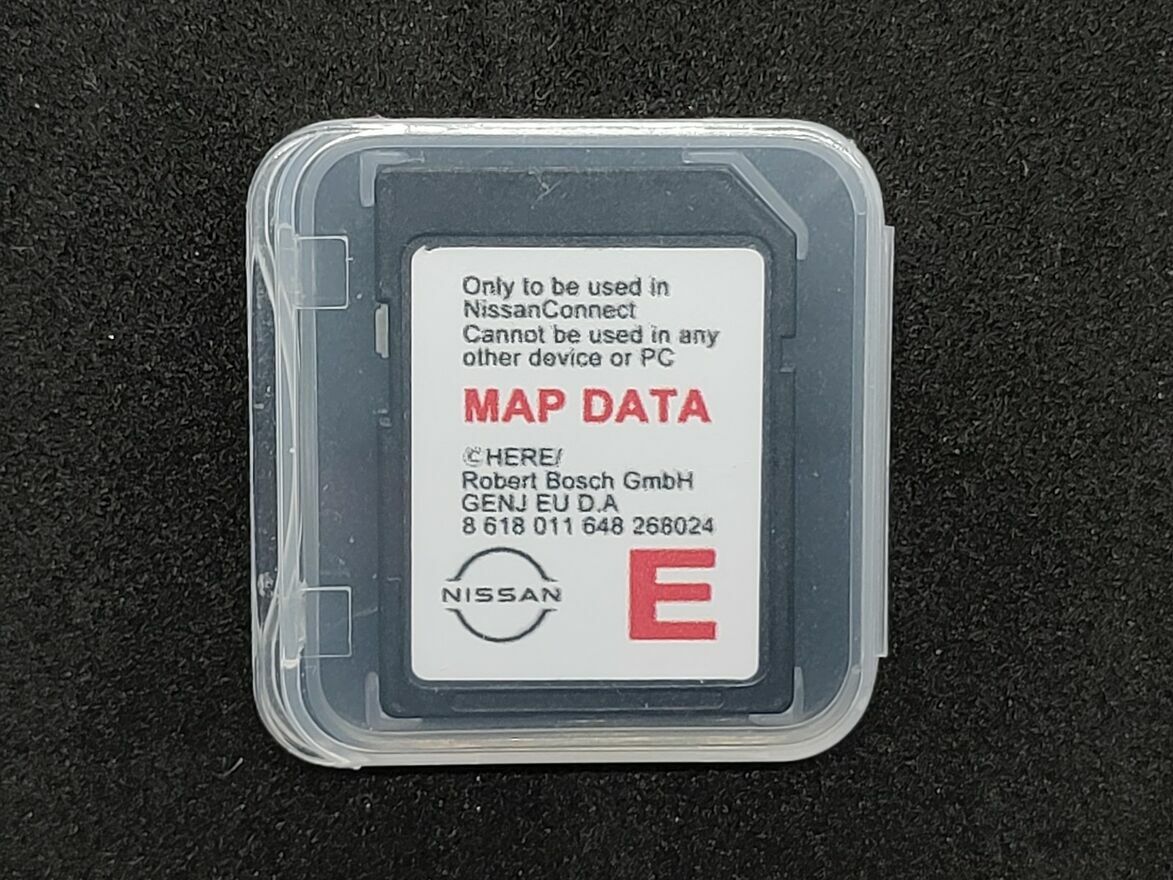 Only to be used in
NissanConnect
Cannot be used in any
other device or PC
MAP DATA
©HERE/
Robert Bosch GmbH
GENJ EU D.A
8 618 011 648 268024
NISSAN
E